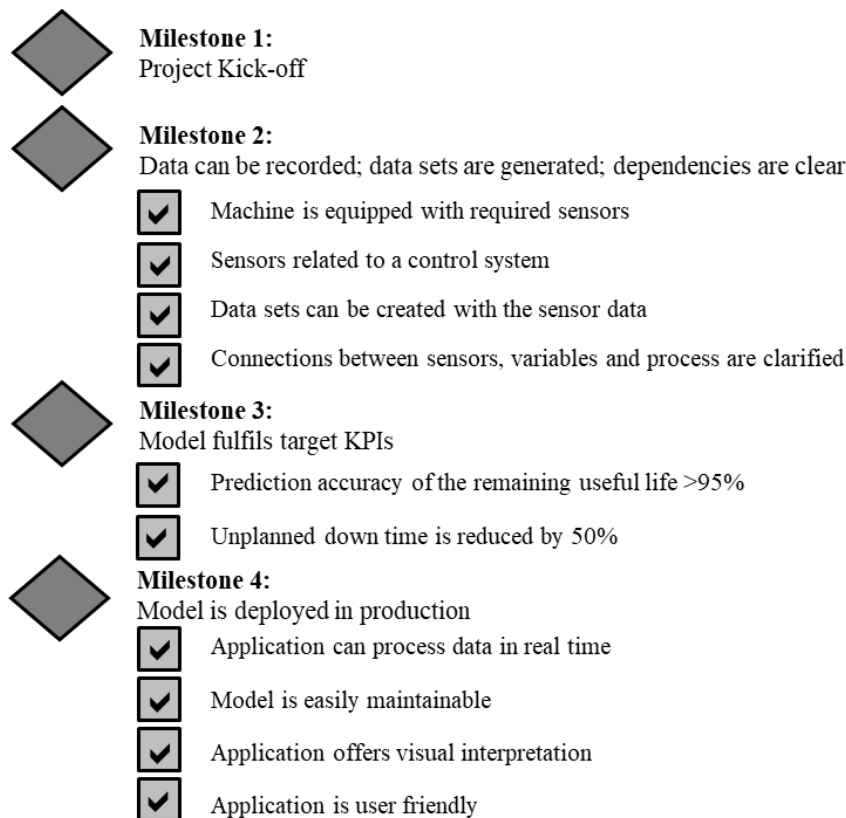 Milestone 1:
Project Kick-off
Milestone 2:
Data can be recorded; data sets are generated; dependencies are clear
Machine is equipped with required sensors
Sensors related to a control system
Data sets can be created with the sensor data
Connections between sensors, variables and process are clarified
Milestone 3:
Model fulfils target KPIs
Prediction accuracy of the remaining useful life >95%
Unplanned down time is reduced by 50%
Milestone 4:
Model is deployed in production
Application can process data in real time
Model is easily maintainable
Application offers visual interpretation
Application is user friendly